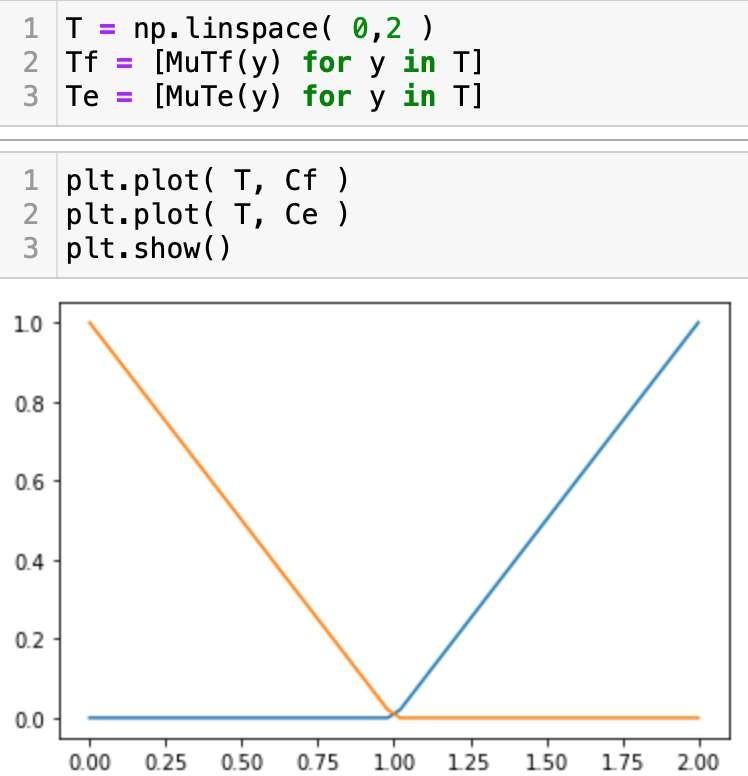 1 T = np.linspace( 0,2 )
2 Tf = [MuTf(y) for y in T]
3 Te = [MuTe(y) for y in T]
1 plt.plot( T, Cf )
2 plt.plot( T, Ce )
3 plt.show()
1.0
0.8
0.6
0.4
0.2
0.0
0.00 0.25 0.50 0.75 1.00 1.25 1.50 1.75 2.00